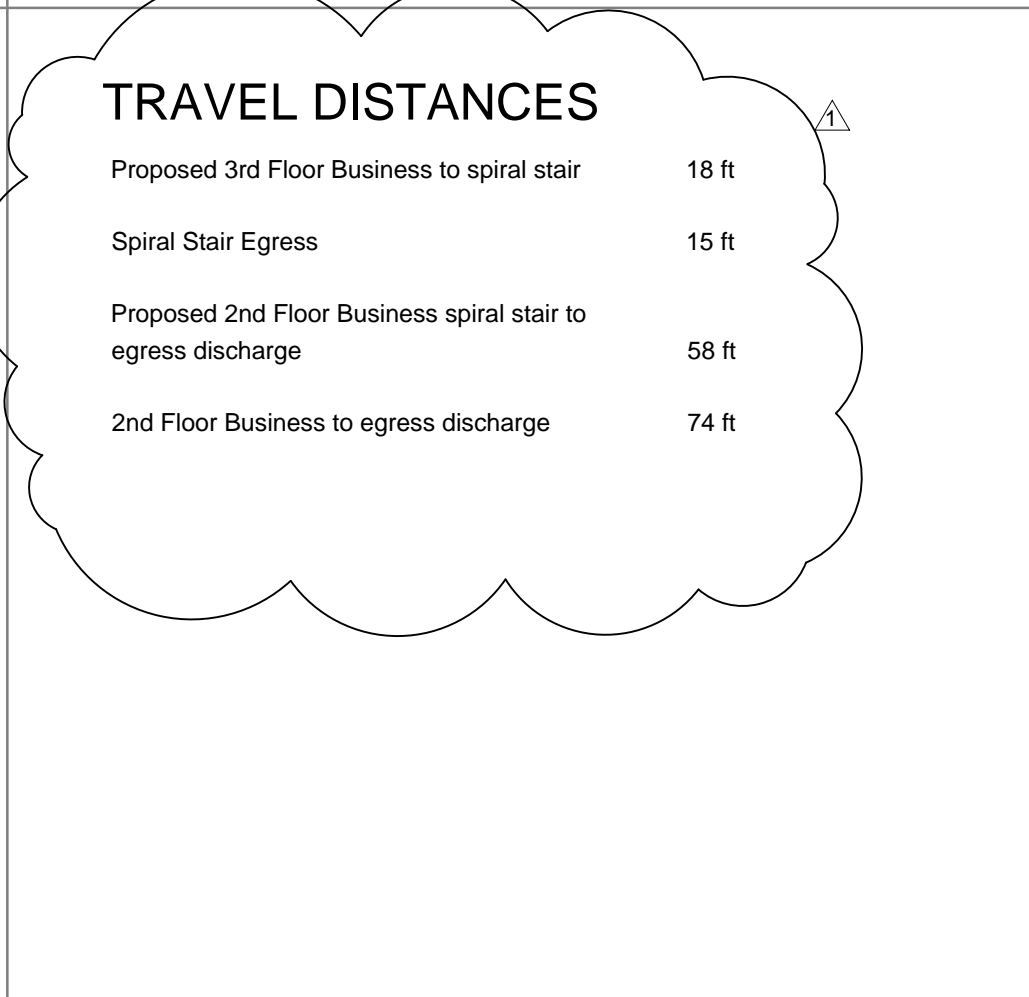 TRAVEL DISTANCES
1
Proposed 3rd Floor Business to spiral stair 18 ft
Spiral Stair Egress 15 ft
Proposed 2nd Floor Business spiral stair to
egress discharge 58 ft
2nd Floor Business to egress discharge 74 ft